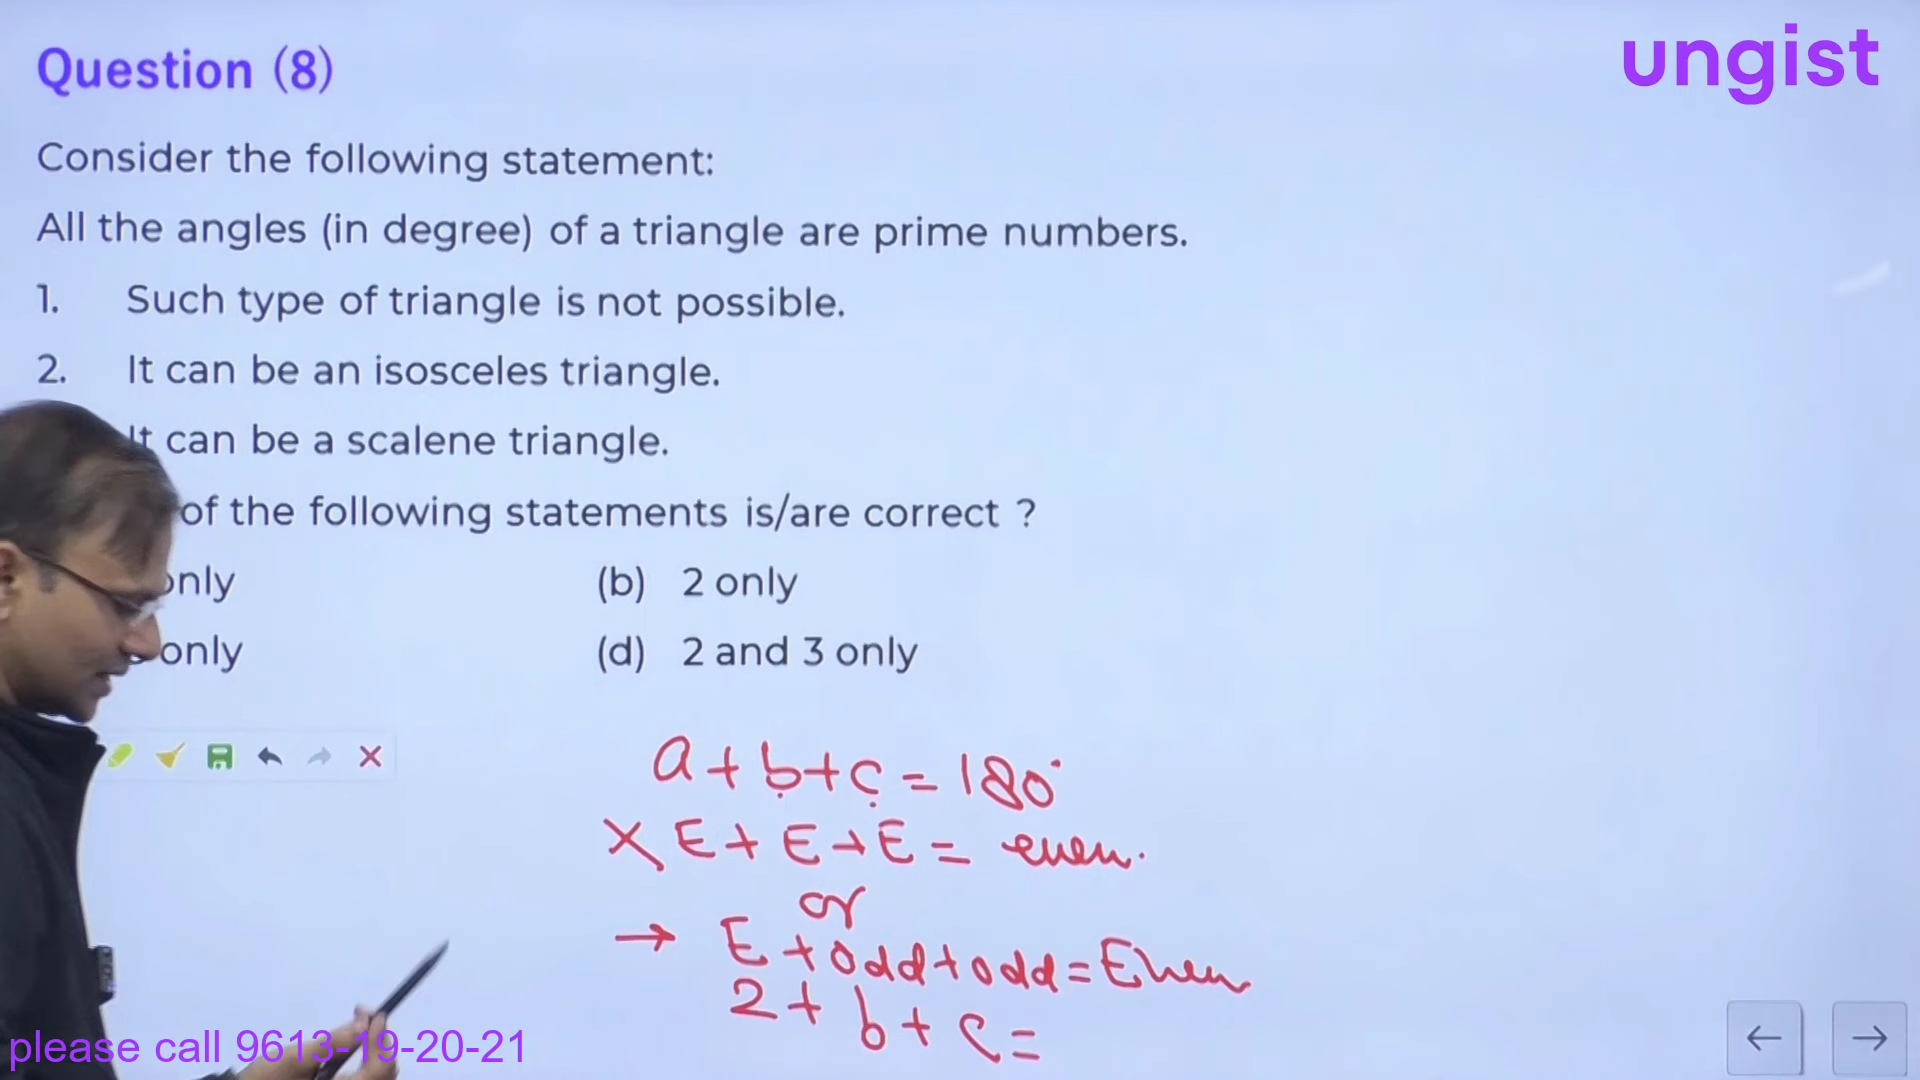 Question (8)
ungist
Consider the following statement:
All the angles (in degree) of a triangle are prime numbers.
1. Such type of triangle is not possible.
2. It can be an isosceles triangle.
It can be a scalene triangle.
of the following statements is/are correct ?
only
(b) 2 only
only
(d) 2 and 3 only
a + b + c = 180°
X E + E + E = even.
or
→ E + odd + odd = Even
2 + b + c =
please call 9613-19-20-21